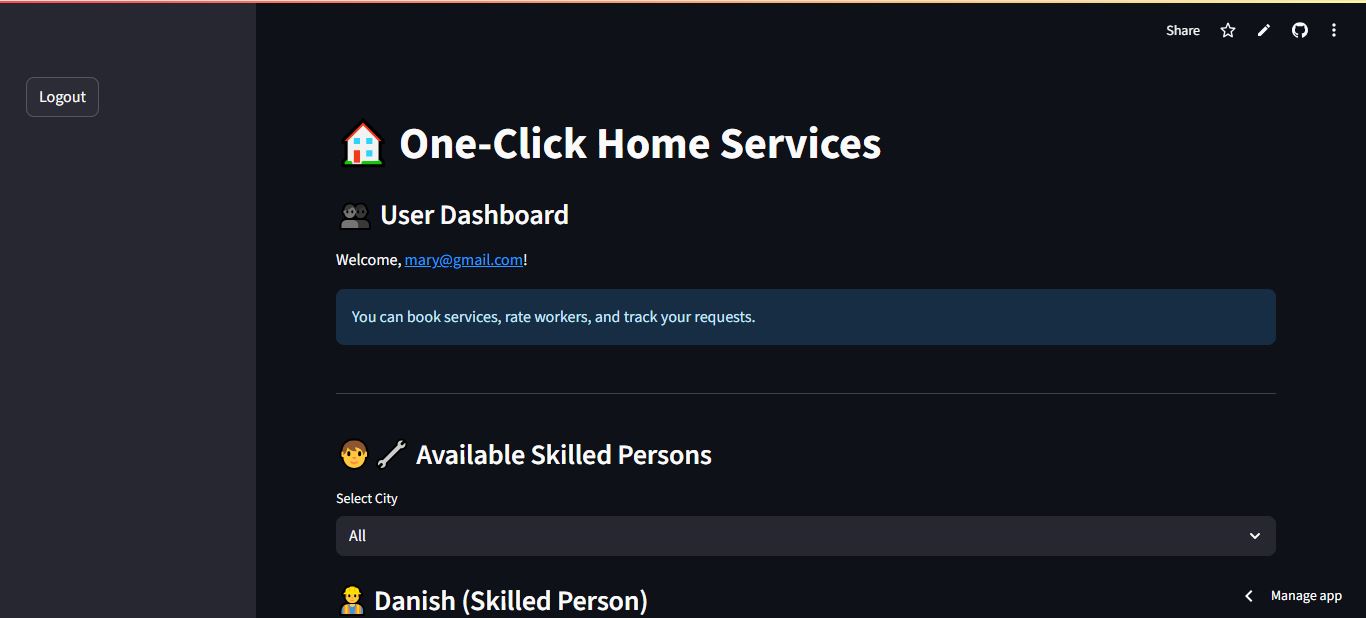 Share
Logout
One-Click Home Services
User Dashboard
Welcome, mary@gmail.com!
You can book services, rate workers, and track your requests.
Available Skilled Persons
Select City
All
Danish (Skilled Person)
Manage app